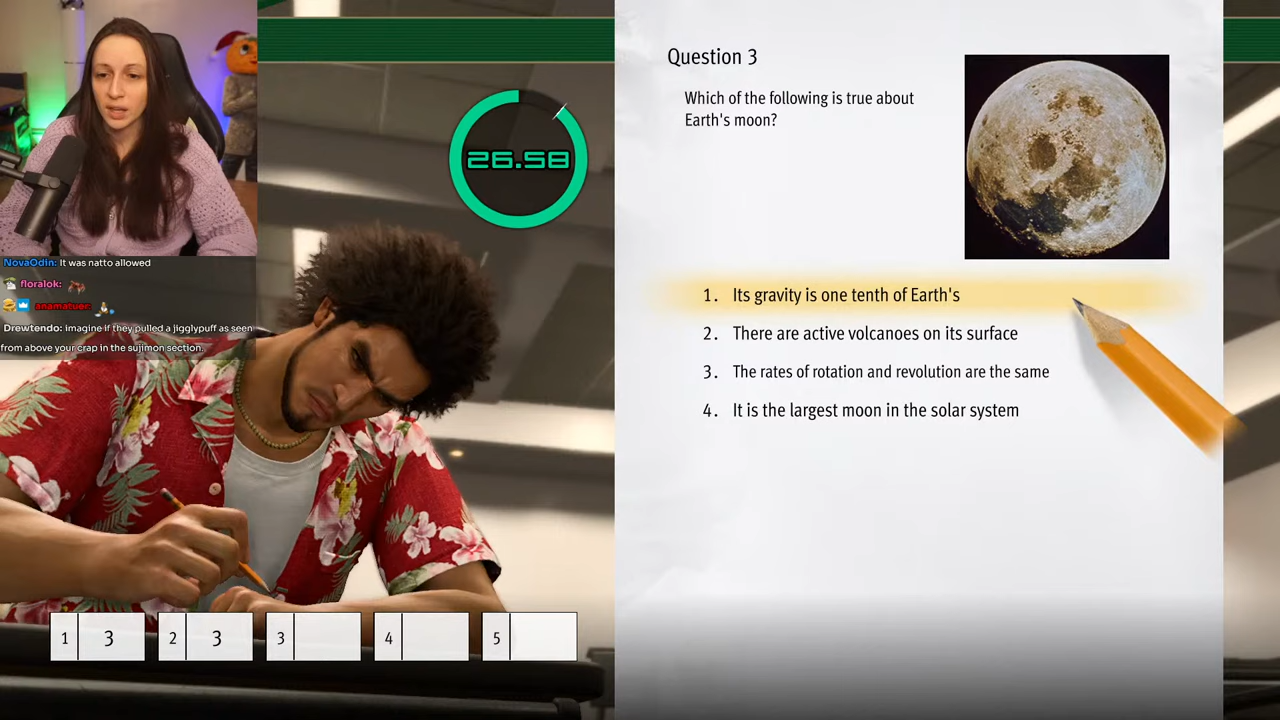 NovaOdin: It was natto allowed
floralok:
anamatuer:
Drewtendo: imagine if they pulled a jigglypuff as seen
from above your crap in the sujimon section.
26.58
Question 3
Which of the following is true about
Earth's moon?
1. Its gravity is one tenth of Earth's
2. There are active volcanoes on its surface
3. The rates of rotation and revolution are the same
4. It is the largest moon in the solar system
1 3 2 3 3 4 5